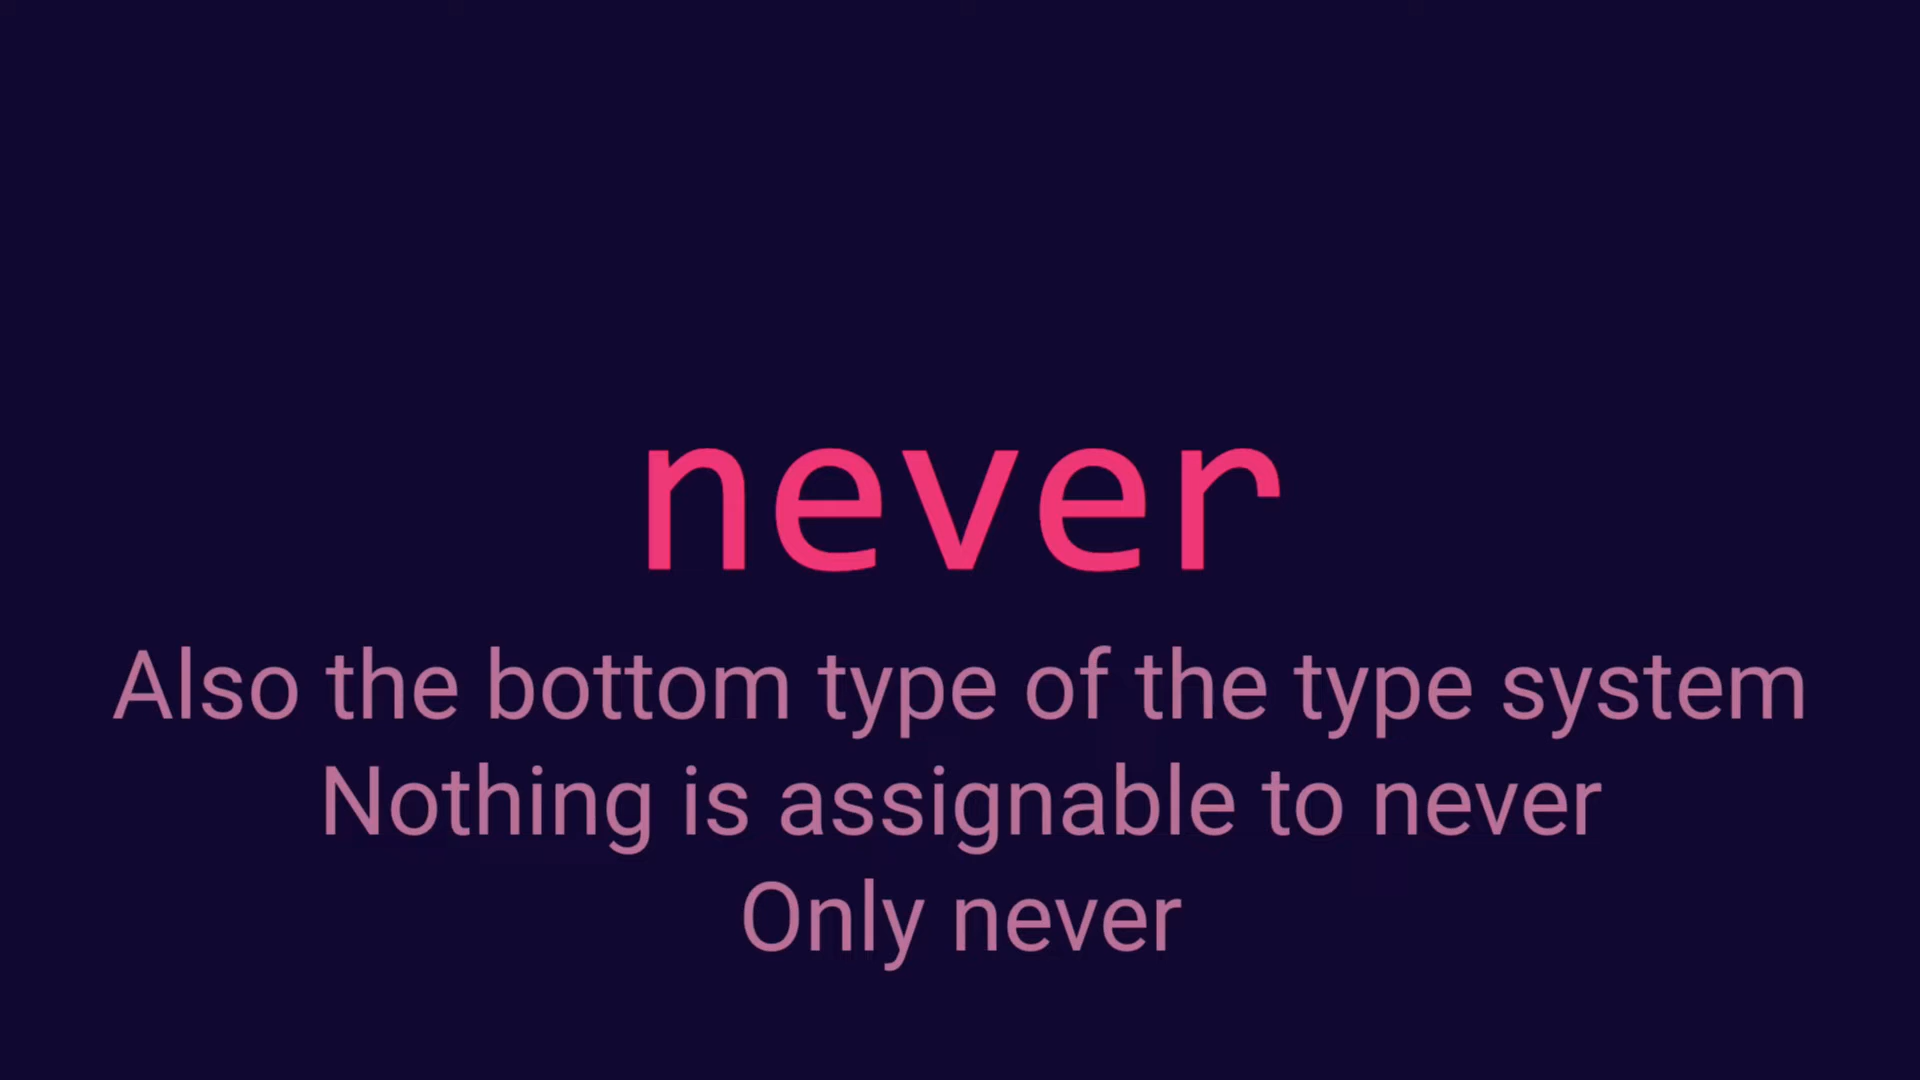 never
Also the bottom type of the type system
Nothing is assignable to never
Only never